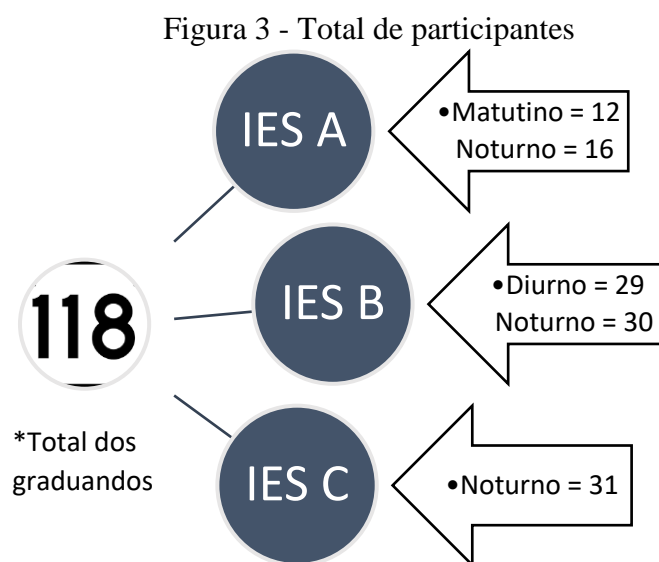 Figura 3 - Total de participantes
IES A
•Matutino = 12
Noturno = 16
118
IES B
•Diurno = 29
Noturno = 30
*Total dos
graduandos
IES C
•Noturno = 31